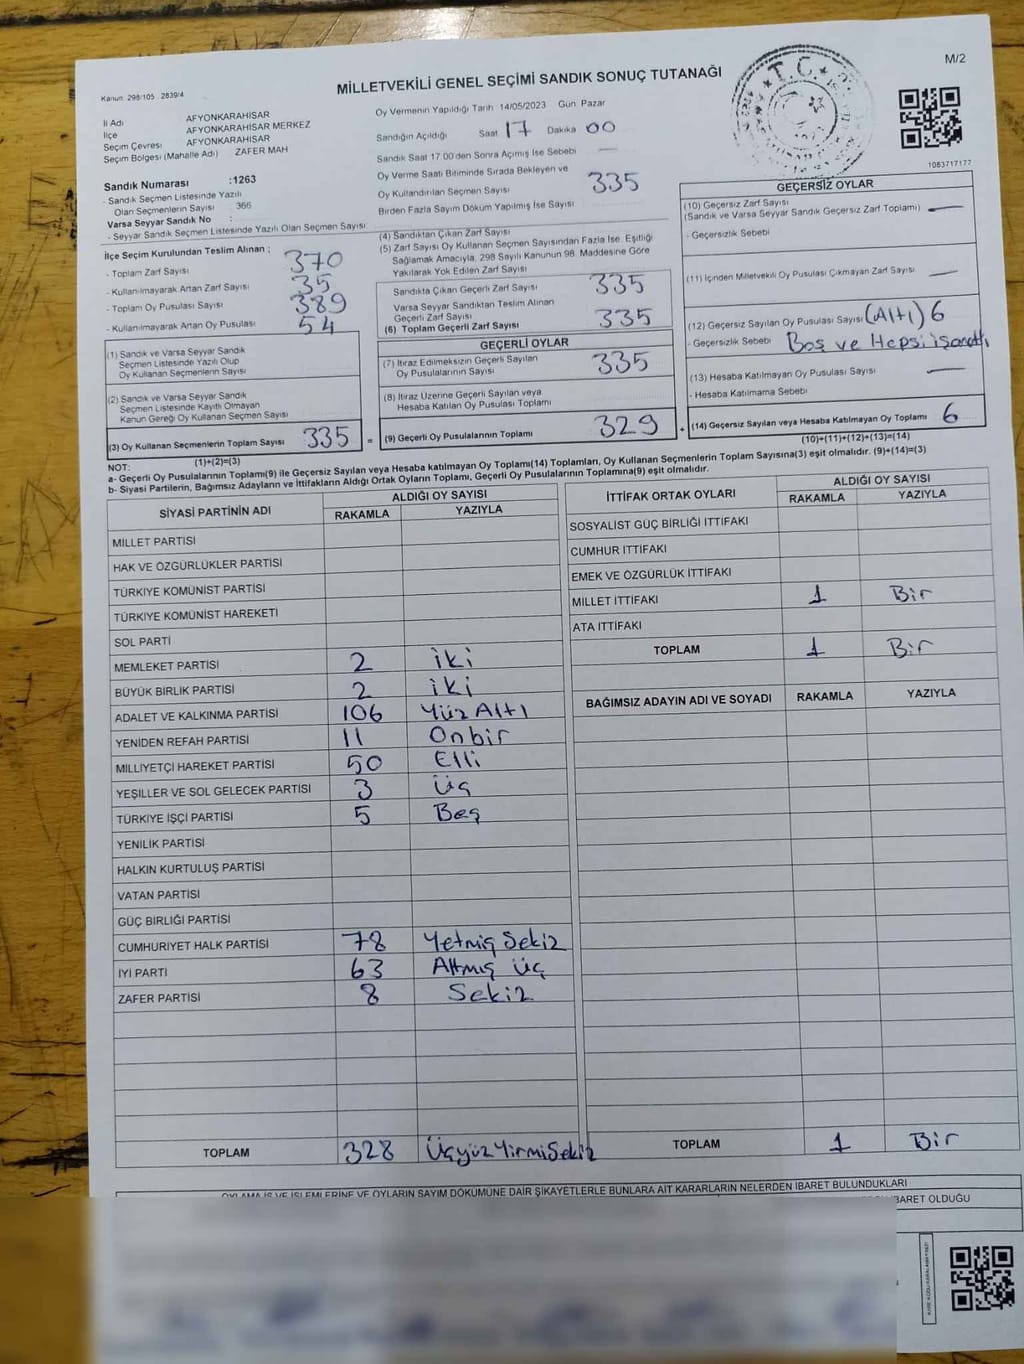 Kanun: 298/105 2839/4
M/2
MİLLETVEKİLİ GENEL SEÇİMİ SANDIK SONUÇ TUTANAĞI
T.C.
1083717177
İl Adı AFYONKARAHİSAR
İlçe AFYONKARAHİSAR MERKEZ
Seçim Çevresi AFYONKARAHİSAR
Seçim Bölgesi (Mahalle Adı) ZAFER MAH
Sandık Numarası :1263
- Sandık Seçmen Listesinde Yazılı
Olan Seçmenlerin Sayısı 366
Varsa Seyyar Sandık No :
- Seyyar Sandık Seçmen Listesinde Yazılı Olan Seçmen Sayısı
Oy Vermenin Yapıldığı Tarih 14/05/2023 Gün Pazar
Sandığın Açıldığı Saat 17 Dakika 00
Sandık Saat 17.00'den Sonra Açılmış İse Sebebi —
Oy Verme Saati Bitiminde Sırada Bekleyen ve
Oy Kullandırılan Seçmen Sayısı 335
Birden Fazla Sayım Döküm Yapılmış İse Sayısı
İlçe Seçim Kurulundan Teslim Alınan ;
- Toplam Zarf Sayısı 370
- Kullanılmayarak Artan Zarf Sayısı 35
- Toplam Oy Pusulası Sayısı 389
- Kullanılmayarak Artan Oy Pusulası 54
(1) Sandık ve Varsa Seyyar Sandık
Seçmen Listesinde Yazılı Olup
Oy Kullanan Seçmenlerin Sayısı
(2) Sandık ve Varsa Seyyar Sandık
Seçmen Listesinde Kayıtlı Olmayan
Kanun Gereği Oy Kullanan Seçmen Sayısı
(3) Oy Kullanan Seçmenlerin Toplam Sayısı 335 =
(1)+(2)=(3)
(4) Sandıktan Çıkan Zarf Sayısı
(5) Zarf Sayısı Oy Kullanan Seçmen Sayısından Fazla İse, Eşitliği
Sağlamak Amacıyla, 298 Sayılı Kanunun 98. Maddesine Göre
Yakılarak Yok Edilen Zarf Sayısı
Sandıkta Çıkan Geçerli Zarf Sayısı 335
Varsa Seyyar Sandıktan Teslim Alınan
Geçerli Zarf Sayısı
(6) Toplam Geçerli Zarf Sayısı 335
GEÇERLİ OYLAR
(7) İtiraz Edilmeksizin Geçerli Sayılan
Oy Pusulalarının Sayısı 335
(8) İtiraz Üzerine Geçerli Sayılan veya
Hesaba Katılan Oy Pusulası Toplamı
(9) Geçerli Oy Pusulalarının Toplamı 329 +
GEÇERSİZ OYLAR
(10) Geçersiz Zarf Sayısı
(Sandık ve Varsa Seyyar Sandık Geçersiz Zarf Toplamı) —
- Geçersizlik Sebebi
(11) İçinden Milletvekili Oy Pusulası Çıkmayan Zarf Sayısı —
(12) Geçersiz Sayılan Oy Pusulası Sayısı (Altı) 6
- Geçersizlik Sebebi Boş ve Hepsi işaretli
(13) Hesaba Katılmayan Oy Pusulası Sayısı —
- Hesaba Katılmama Sebebi
(14) Geçersiz Sayılan veya Hesaba Katılmayan Oy Toplamı 6
(10)+(11)+(12)+(13)=(14)
NOT:
a- Geçerli Oy Pusulalarının Toplamı(9) ile Geçersiz Sayılan veya Hesaba katılmayan Oy Toplamı(14) Toplamları, Oy Kullanan Seçmenlerin Toplam Sayısına(3) eşit olmalıdır. (9)+(14)=(3)
b- Siyasi Partilerin, Bağımsız Adayların ve İttifakların Aldığı Ortak Oyların Toplamı, Geçerli Oy Pusulalarının Toplamına(9) eşit olmalıdır.
SİYASİ PARTİNİN ADI ALDIĞI OY SAYISI
RAKAMLA YAZIYLA
MİLLET PARTİSİ
HAK VE ÖZGÜRLÜKLER PARTİSİ
TÜRKİYE KOMÜNİST PARTİSİ
TÜRKİYE KOMÜNİST HAREKETİ
SOL PARTİ
MEMLEKET PARTİSİ 2 iki
BÜYÜK BİRLİK PARTİSİ 2 iki
ADALET VE KALKINMA PARTİSİ 106 Yüz Altı
YENİDEN REFAH PARTİSİ 11 Onbir
MİLLİYETÇİ HAREKET PARTİSİ 50 Elli
YEŞİLLER VE SOL GELECEK PARTİSİ 3 Üç
TÜRKİYE İŞÇİ PARTİSİ 5 Beş
YENİLİK PARTİSİ
HALKIN KURTULUŞ PARTİSİ
VATAN PARTİSİ
GÜÇ BİRLİĞİ PARTİSİ
CUMHURİYET HALK PARTİSİ 78 Yetmiş Sekiz
İYİ PARTİ 63 Altmış Üç
ZAFER PARTİSİ 8 Sekiz
TOPLAM 328 ÜçyüzYirmiSekiz
İTTİFAK ORTAK OYLARI ALDIĞI OY SAYISI
RAKAMLA YAZIYLA
SOSYALİST GÜÇ BİRLİĞİ İTTİFAKI
CUMHUR İTTİFAKI
EMEK VE ÖZGÜRLÜK İTTİFAKI
MİLLET İTTİFAKI 1 Bir
ATA İTTİFAKI
TOPLAM 1 Bir
BAĞIMSIZ ADAYIN ADI VE SOYADI RAKAMLA YAZIYLA
TOPLAM 1 Bir
OYLAMA İŞ VE İŞLEMLERİNE VE OYLARIN SAYIM DÖKÜMÜNE DAİR ŞİKAYETLERLE BUNLARA AİT KARARLARIN NELERDEN İBARET BULUNDUKLARI
İBARET OLDUĞU